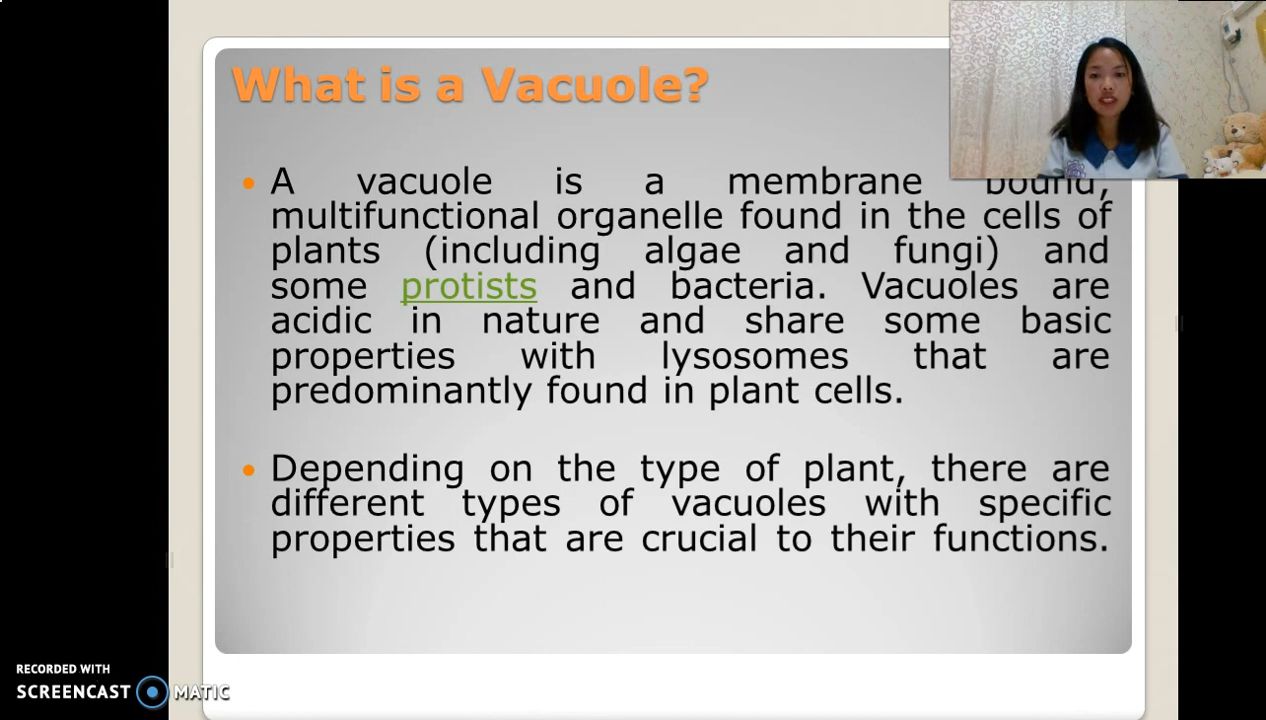 What is a Vacuole?
A vacuole is a membrane bound,
multifunctional organelle found in the cells of
plants (including algae and fungi) and
some protists and bacteria. Vacuoles are
acidic in nature and share some basic
properties with lysosomes that are
predominantly found in plant cells.
Depending on the type of plant, there are
different types of vacuoles with specific
properties that are crucial to their functions.
RECORDED WITH
SCREENCAST MATIC